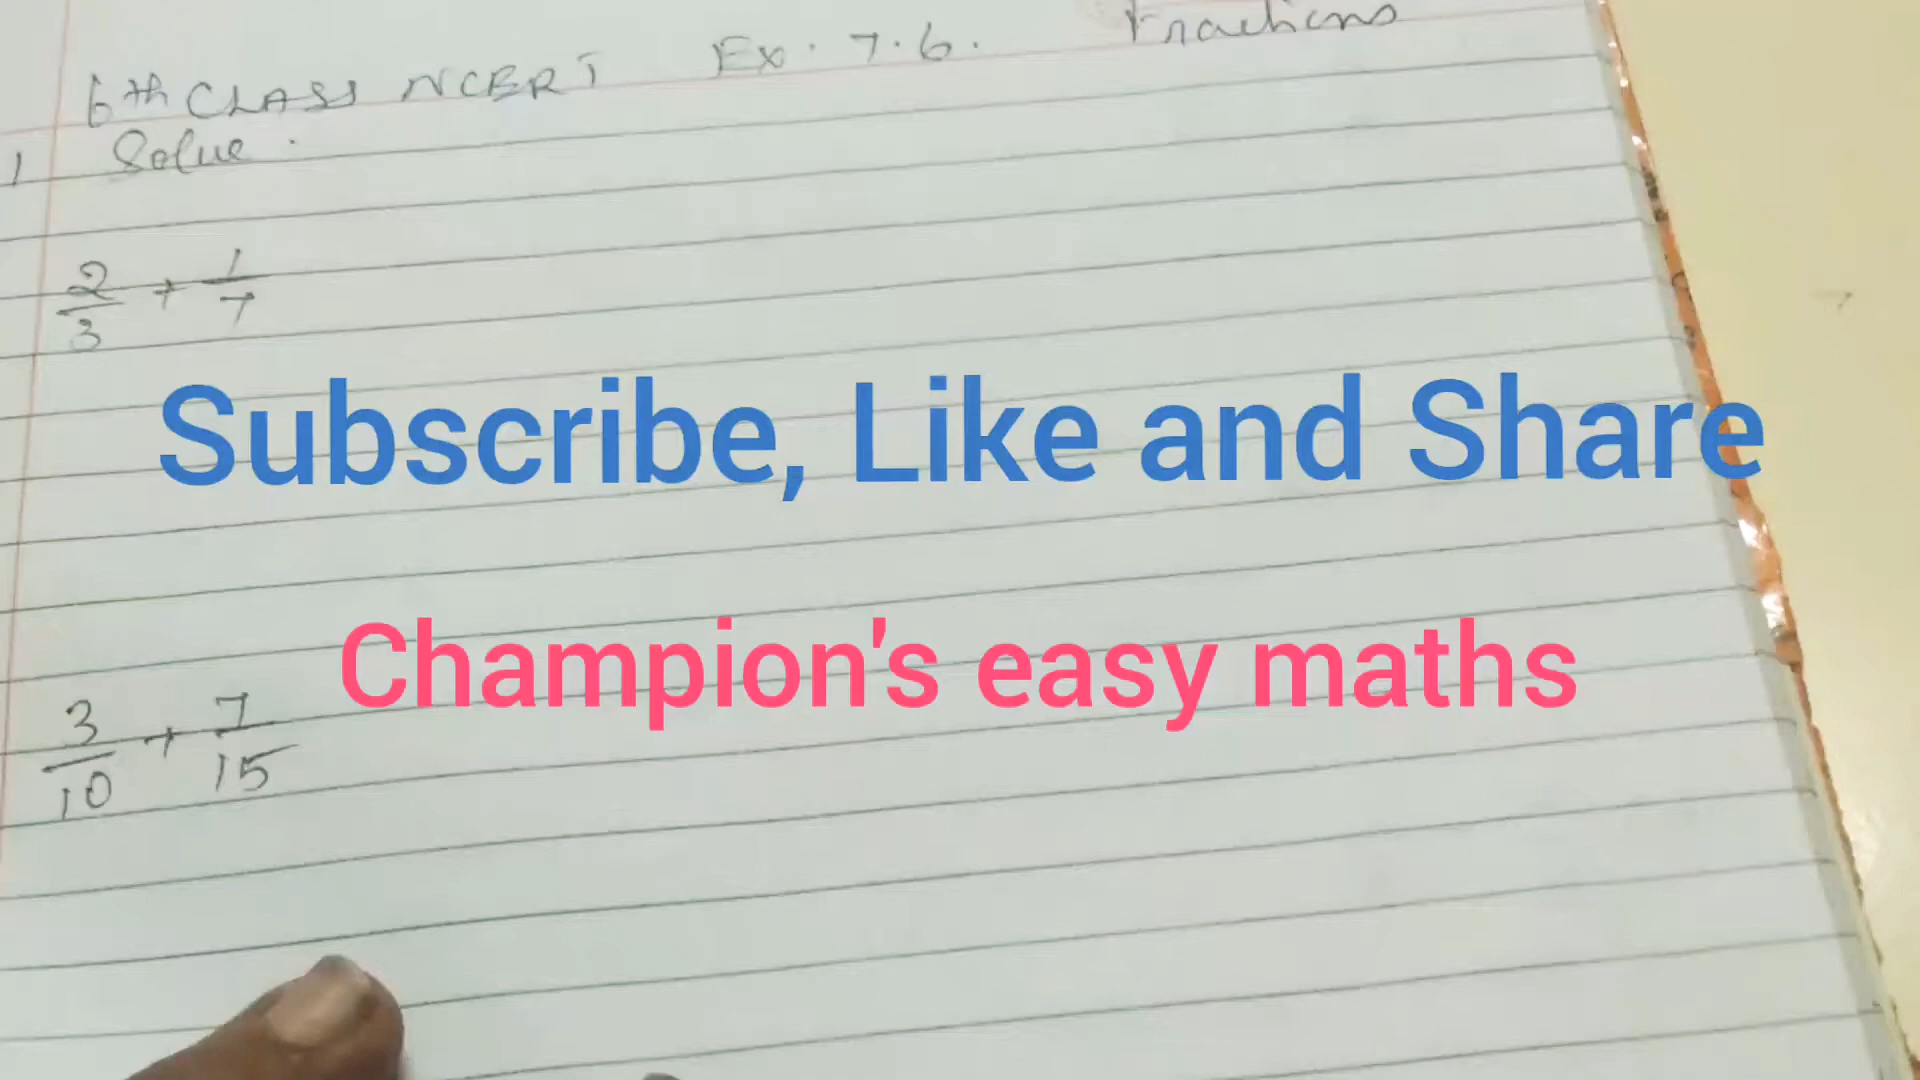 6th CLASS NCERT Ex. 7.6. Fractions
1 Solve.
2/3 + 1/7
Subscribe, Like and Share
Champion's easy maths
3/10 + 7/15